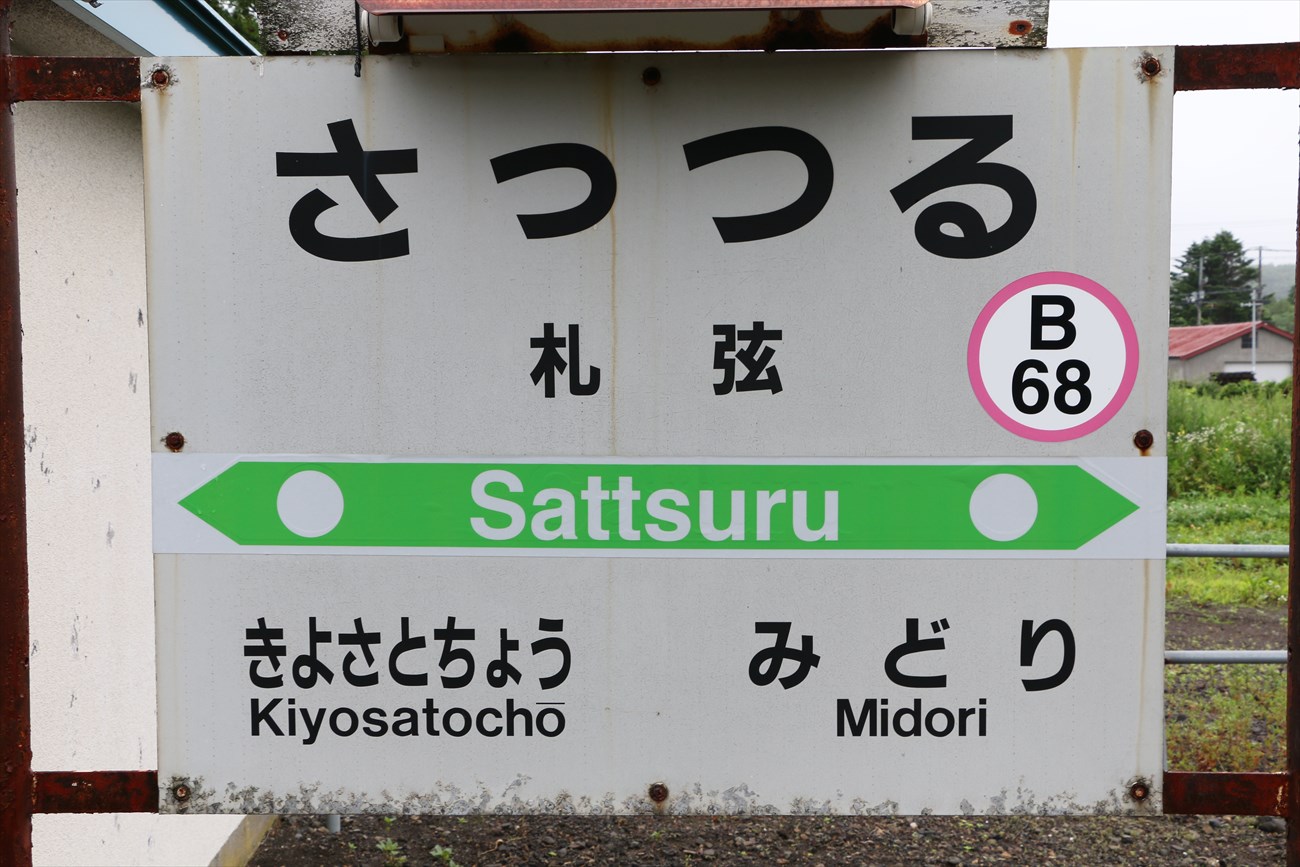 さっつる
札弦
B
68
Sattsuru
きよさとちょう
Kiyosatochō
みどり
Midori